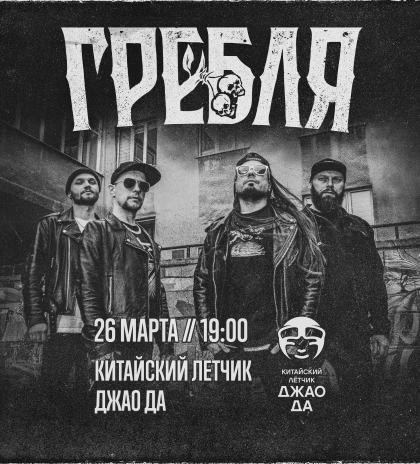 ГРЕБЛЯ
26 МАРТА // 19:00
КИТАЙСКИЙ ЛЕТЧИК
ДЖАО ДА
КИТАЙСКИЙ
ЛЁТЧИК
ДЖАО
ДА